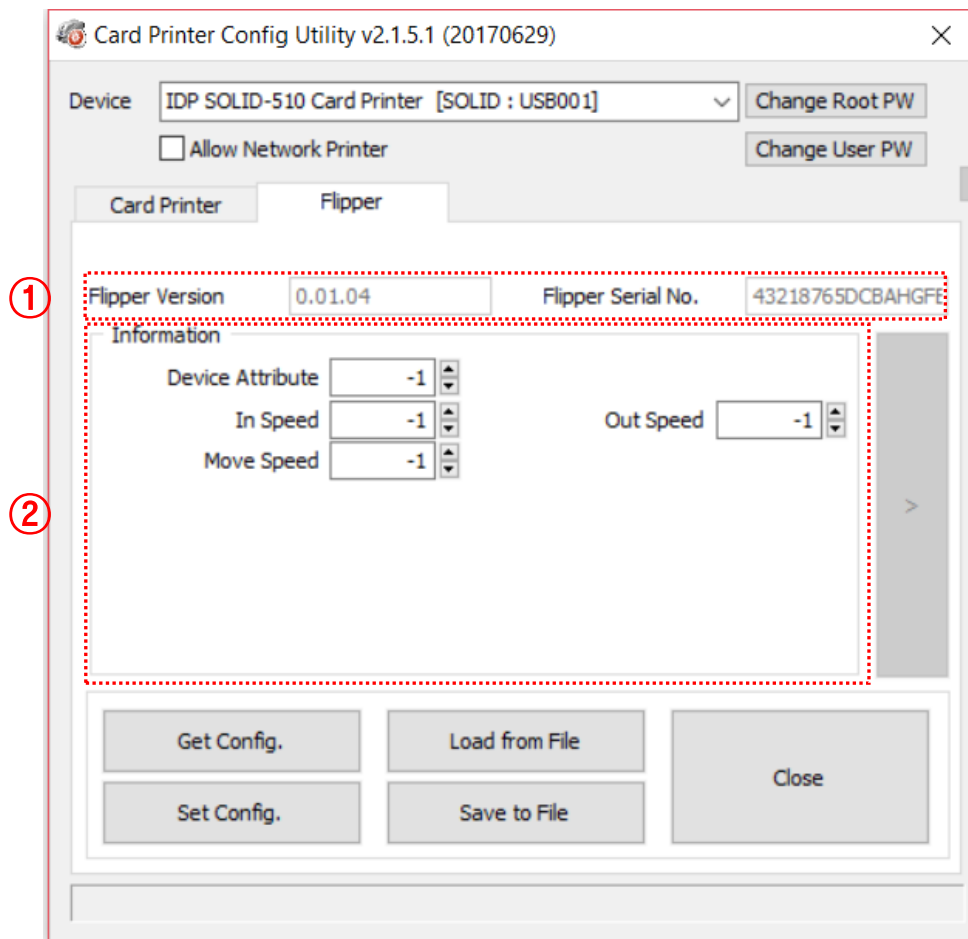 Card Printer Config Utility v2.1.5.1 (20170629)
Device IDP SOLID-510 Card Printer [SOLID : USB001] Change Root PW
Allow Network Printer Change User PW
Card Printer Flipper
① Flipper Version 0.01.04 Flipper Serial No. 43218765DCBAHGFE
Information
Device Attribute -1
In Speed -1 Out Speed -1
Move Speed -1
②
>
Get Config. Load from File
Close
Set Config. Save to File